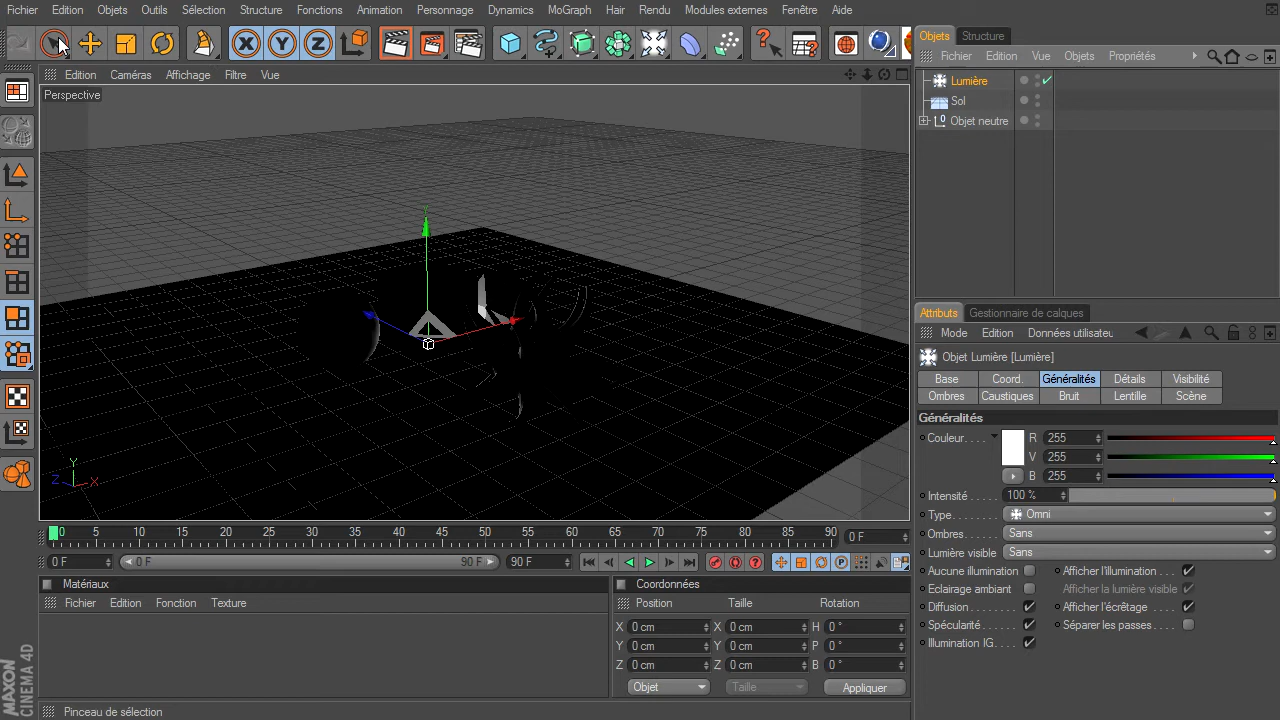 Fichier Edition Objets Outils Sélection Structure Fonctions Animation Personnage Dynamics MoGraph Hair Rendu Modules externes Fenêtre Aide
Objets Structure
Fichier Edition Vue Objets Propriétés
Lumière
Sol
Objet neutre
Edition Caméras Affichage Filtre Vue
Perspective
Y
Z Y X
Attributs Gestionnaire de calques
Mode Edition Données utilisateu
Objet Lumière [Lumière]
Base Coord. Généralités Détails Visibilité
Ombres Caustiques Bruit Lentille Scène
Généralités
Couleur R 255
V 255
B 255
Intensité 100 %
Type Omni
Ombres Sans
Lumière visible Sans
Aucune illumination Afficher l'illumination
Eclairage ambiant Afficher la lumière visible
Diffusion Afficher l'écrêtage
Spécularité Séparer les passes
Illumination IG
0 5 10 15 20 25 30 35 40 45 50 55 60 65 70 75 80 85 90 0 F
0 F 0 F 90 F 90 F
Matériaux
Fichier Edition Fonction Texture
Coordonnées
Position Taille Rotation
X 0 cm X 0 cm H 0 °
Y 0 cm Y 0 cm P 0 °
Z 0 cm Z 0 cm B 0 °
Objet Taille Appliquer
MAXON
CINEMA 4D
Pinceau de sélection